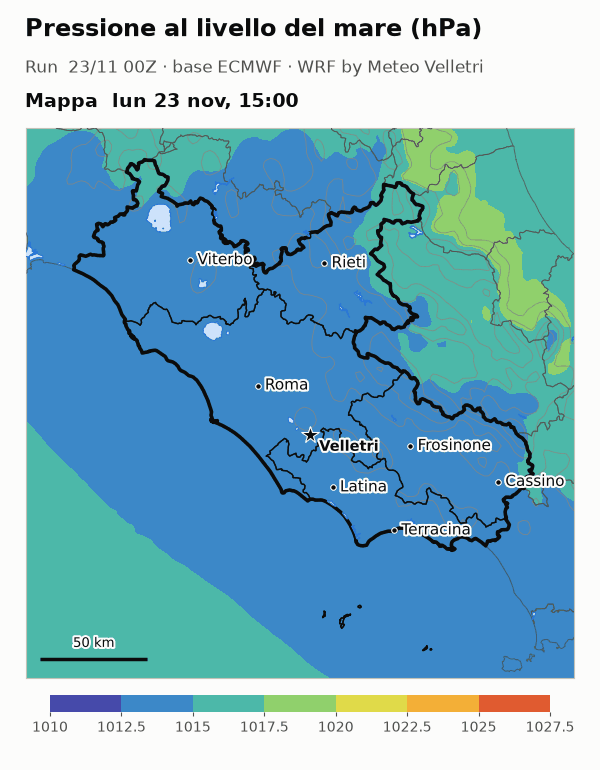 Pressione al livello del mare (hPa)
Run  23/11 00Z · base ECMWF · WRF by Meteo Velletri
Mappa  lun 23 nov, 15:00
Viterbo
Rieti
Roma
Velletri
Frosinone
Latina
Cassino
Terracina
50 km
1010 1012.5 1015 1017.5 1020 1022.5 1025 1027.5